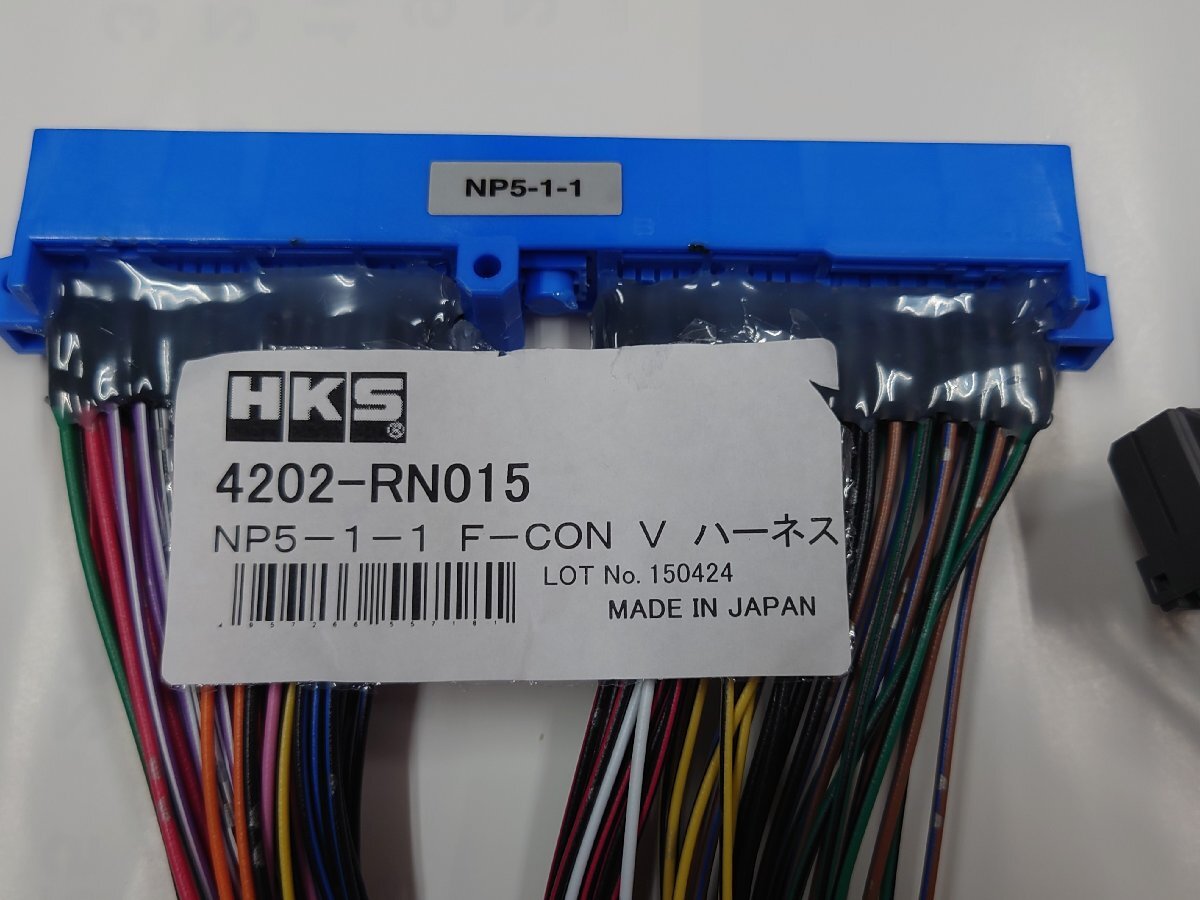 NP5-1-1
HKS®
4202-RN015
NP5-1-1 F-CON V ハーネス
LOT No. 150424
MADE IN JAPAN